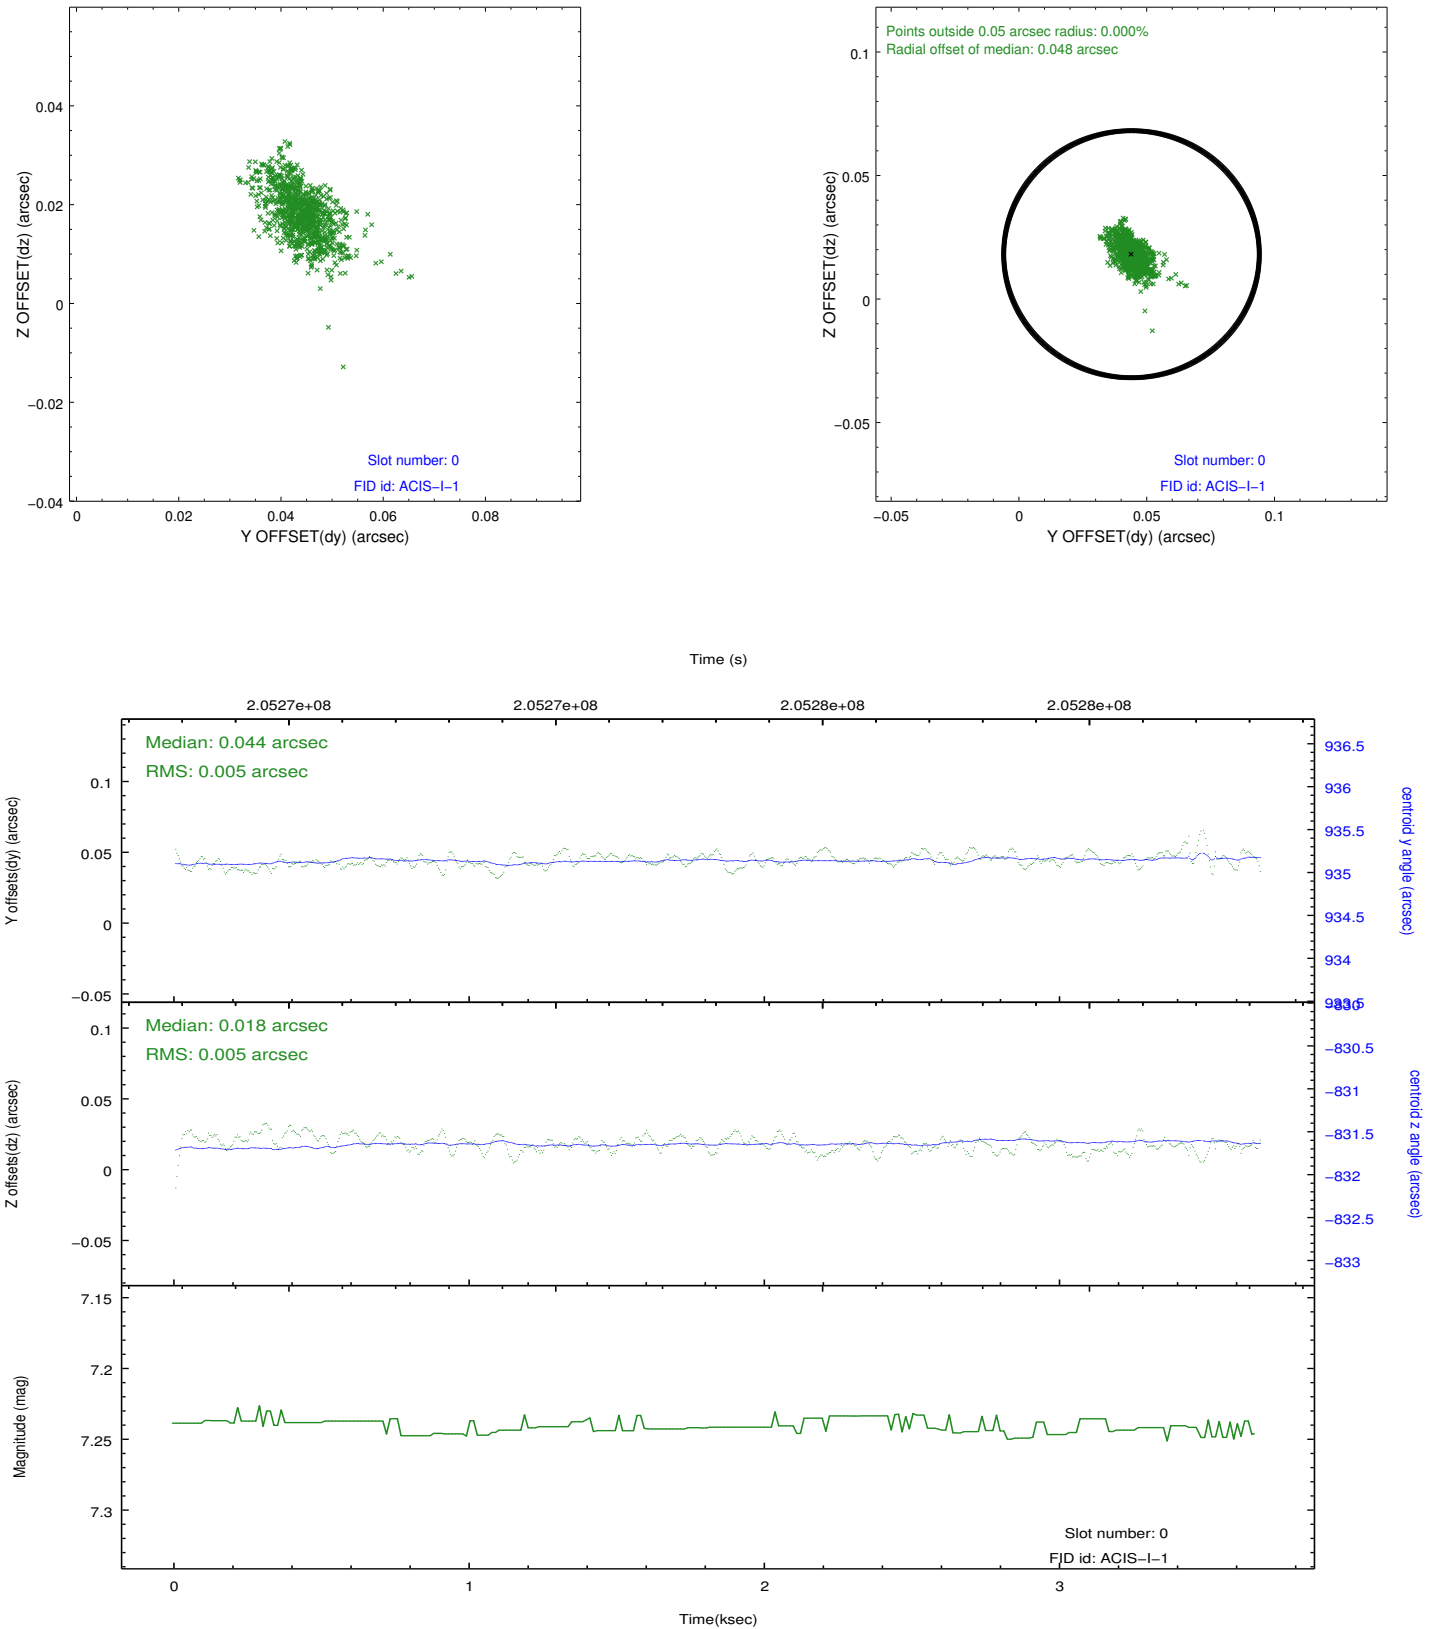 0.04
0.02
0
−0.02
−0.04
Z OFFSET(dz) (arcsec)
Slot number: 0
FID id: ACIS−I−1
0 0.02 0.04 0.06 0.08
Y OFFSET(dy) (arcsec)
Points outside 0.05 arcsec radius: 0.000%
Radial offset of median: 0.048 arcsec
0.1
0.05
0
−0.05
Z OFFSET(dz) (arcsec)
Slot number: 0
FID id: ACIS−I−1
−0.05 0 0.05 0.1
Y OFFSET(dy) (arcsec)
Time (s)
2.0527e+08 2.0527e+08 2.0528e+08 2.0528e+08
Median: 0.044 arcsec
RMS: 0.005 arcsec
0.1
0.05
0
−0.05
Y offsets(dy) (arcsec)
936.5
936
935.5
935
934.5
934
933.5
centroid y angle (arcsec)
Median: 0.018 arcsec
RMS: 0.005 arcsec
0.1
0.05
0
−0.05
Z offsets(dz) (arcsec)
−830
−830.5
−831
−831.5
−832
−832.5
−833
centroid z angle (arcsec)
7.15
7.2
7.25
7.3
Magnitude (mag)
Slot number: 0
FID id: ACIS−I−1
0 1 2 3
Time(ksec)